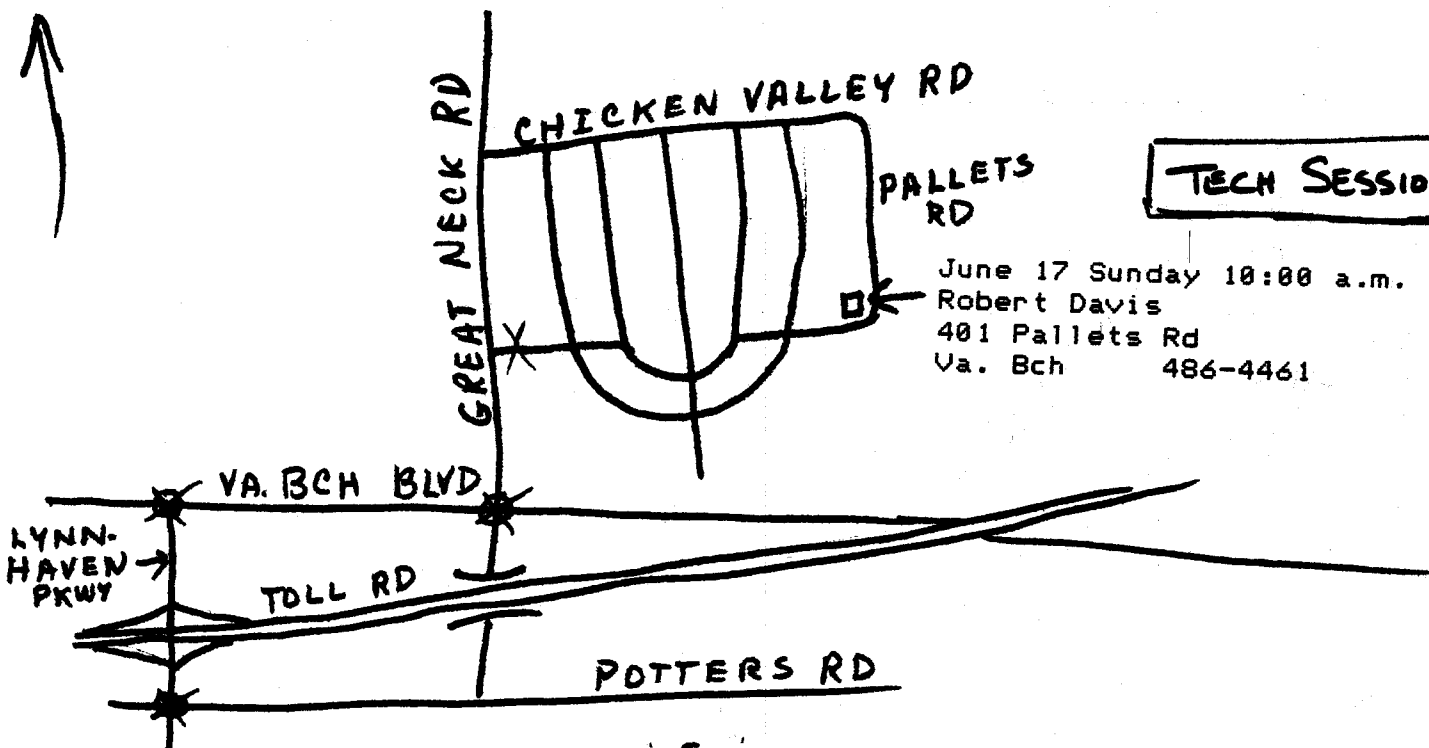 GREAT NECK RD
CHICKEN VALLEY RD
PALLETS
RD
TECH SESSIO
June 17 Sunday 10:00 a.m.
Robert Davis
401 Pallets Rd
Va. Bch 486-4461
VA. BCH BLVD
LYNN-
HAVEN
PKWY
TOLL RD
POTTERS RD